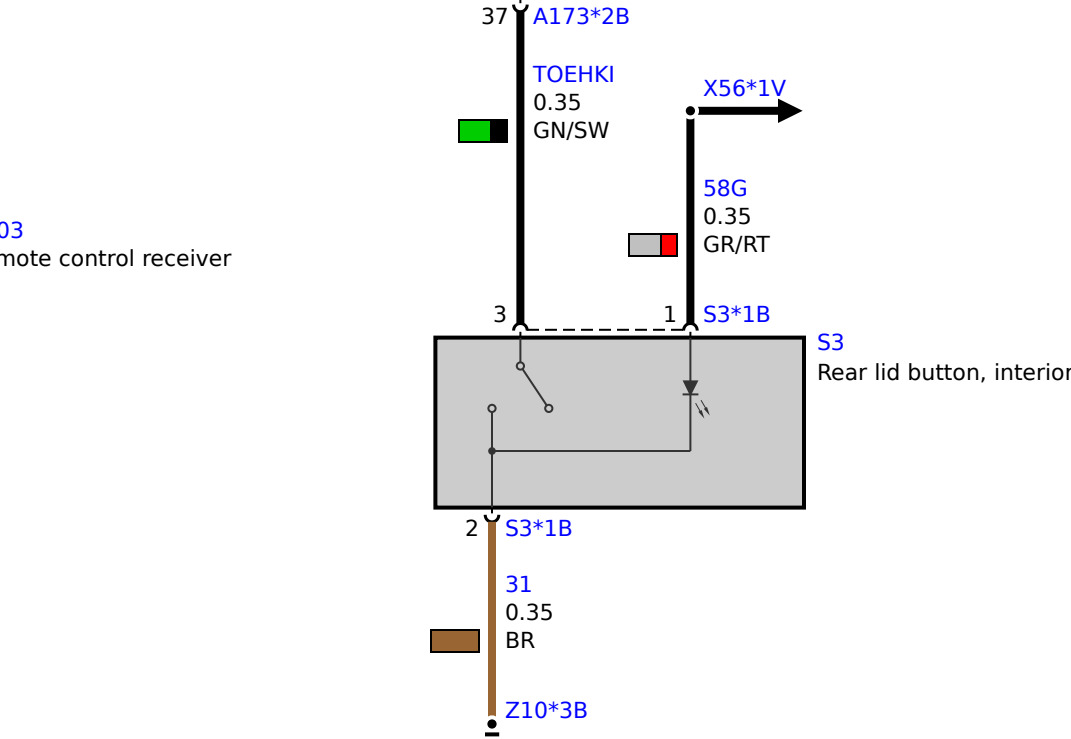 37 A173*2B
TOEHKI
0.35
GN/SW
X56*1V
58G
0.35
GR/RT
03
mote control receiver
3
1 S3*1B
S3
Rear lid button, interior
2 S3*1B
31
0.35
BR
Z10*3B